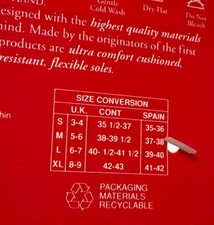 HAND.
Gentle
Cold Wash
Dry Flat
Do Not
designed with the highest quality materials
mind. Made by the originators of the first
products are ultra comfort cushioned,
resistant, flexible soles.
SIZE CONVERSION
U.K. CONT SPAIN
S 3-4 35 1/2-37 35-36
M 5-6 38-39 1/2 37-38
L 6-7 40- 1/2-41 1/2 39-40
XL 8-9 42-43 41-42
thin
PACKAGING
MATERIALS
RECYCLABLE